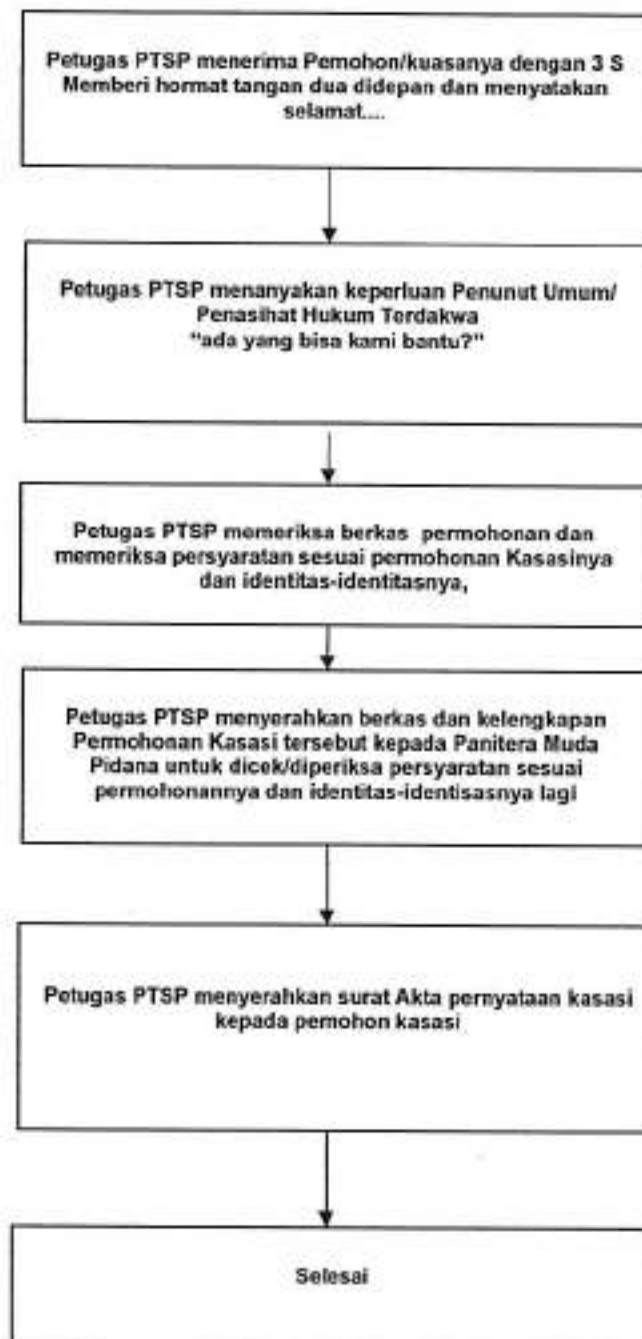 Petugas PTSP menerima Pemohon/kuasanya dengan 3 S
Memberi hormat tangan dua didepan dan menyatakan
selamat....
Petugas PTSP menanyakan keperluan Penunut Umum/
Penasihat Hukum Terdakwa
"ada yang bisa kami bantu?"
Petugas PTSP memeriksa berkas permohonan dan
memeriksa persyaratan sesuai permohonan Kasasinya
dan identitas-identitasnya,
Petugas PTSP menyerahkan berkas dan kelengkapan
Permohonan Kasasi tersebut kepada Panitera Muda
Pidana untuk dicek/diperiksa persyaratan sesuai
permohonannya dan identitas-identisasnya lagi
Petugas PTSP menyerahkan surat Akta pernyataan kasasi
kepada pemohon kasasi
Selesai